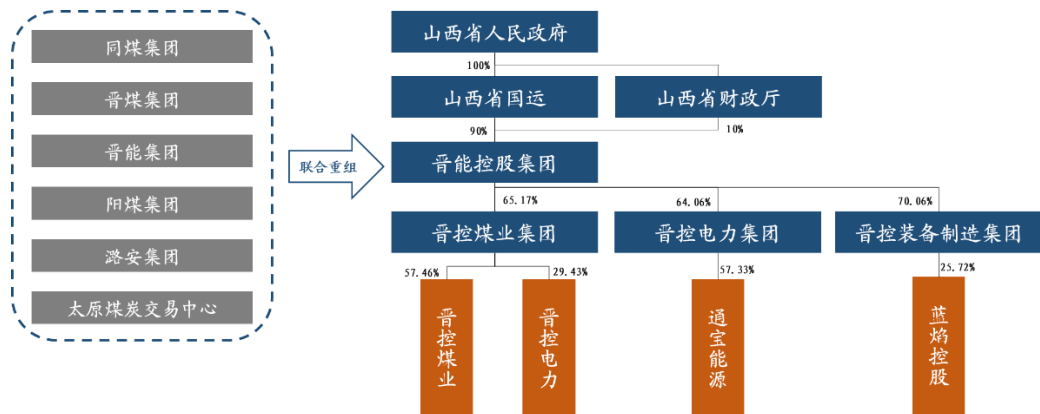 同煤集团
晋煤集团
晋能集团
阳煤集团
潞安集团
太原煤炭交易中心
联合重组
山西省人民政府
100%
山西省国运
山西省财政厅
90%
10%
晋能控股集团
65.17%
64.06%
70.06%
晋控煤业集团
晋控电力集团
晋控装备制造集团
57.46%
29.43%
57.33%
25.72%
晋控煤业
晋控电力
通宝能源
蓝焰控股